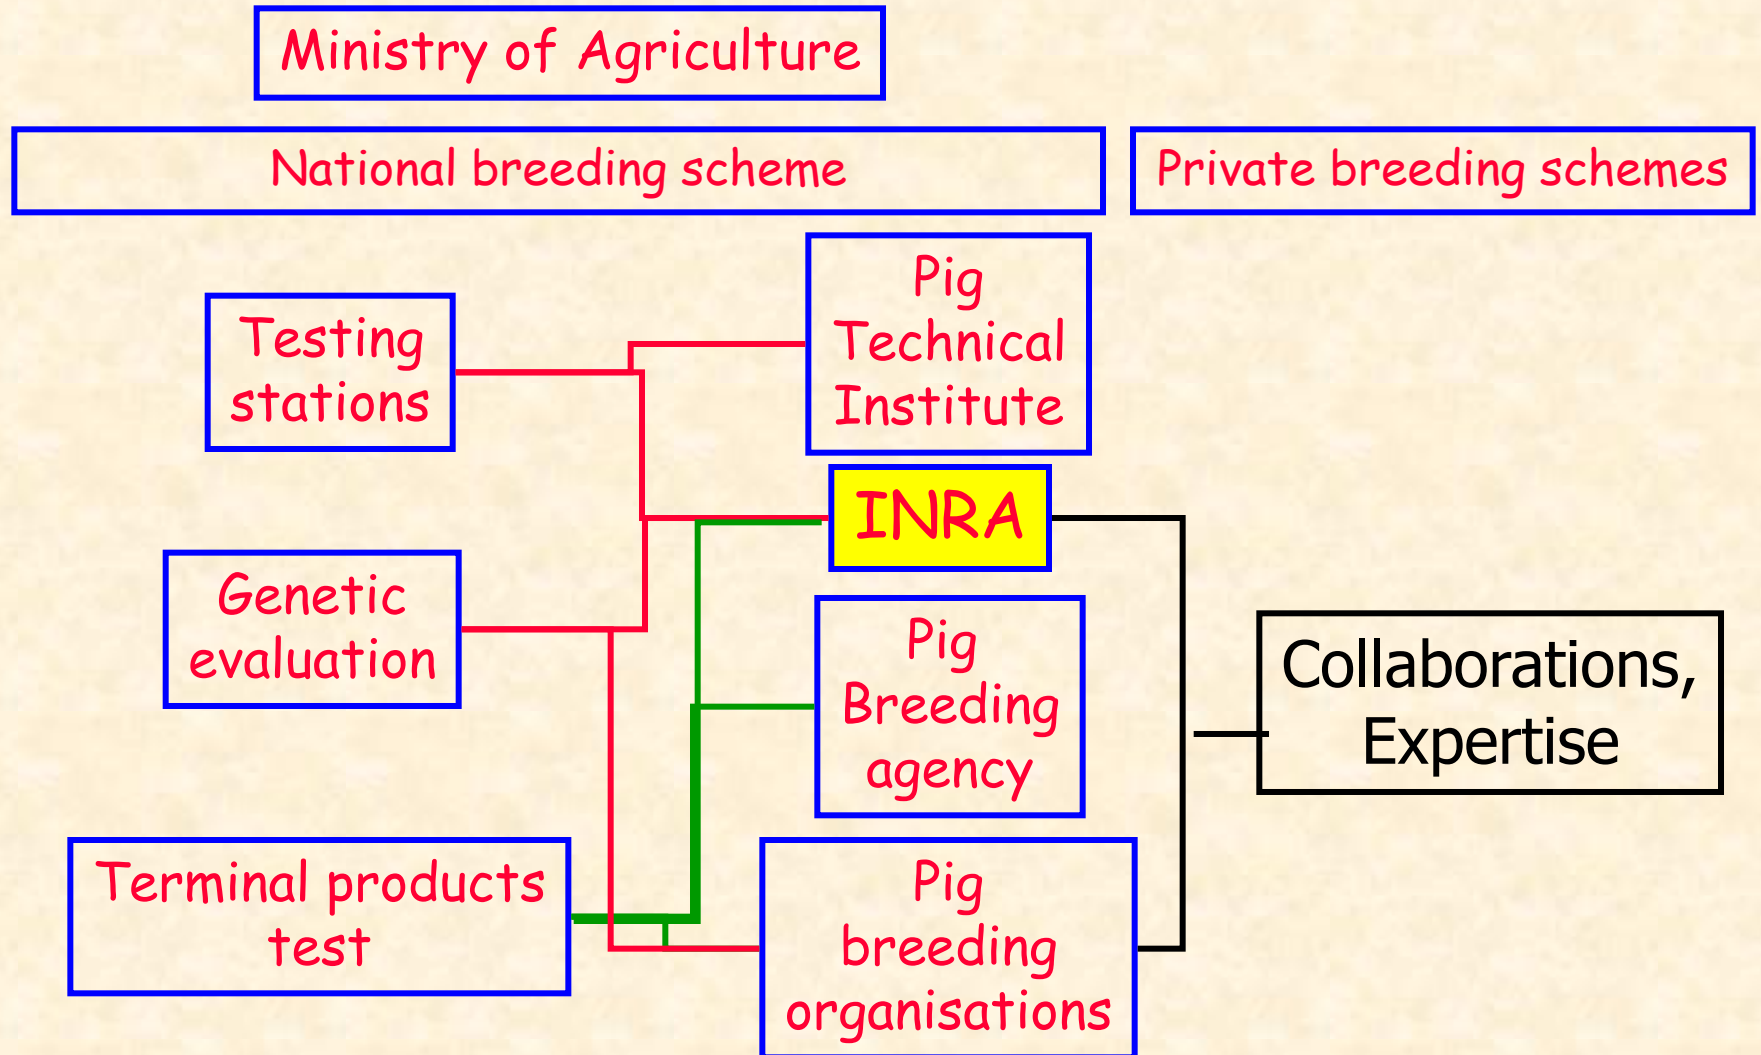 Ministry of Agriculture
National breeding scheme
Private breeding schemes
Testing
stations
Pig
Technical
Institute
INRA
Genetic
evaluation
Pig
Breeding
agency
Collaborations,
Expertise
Terminal products
test
Pig
breeding
organisations